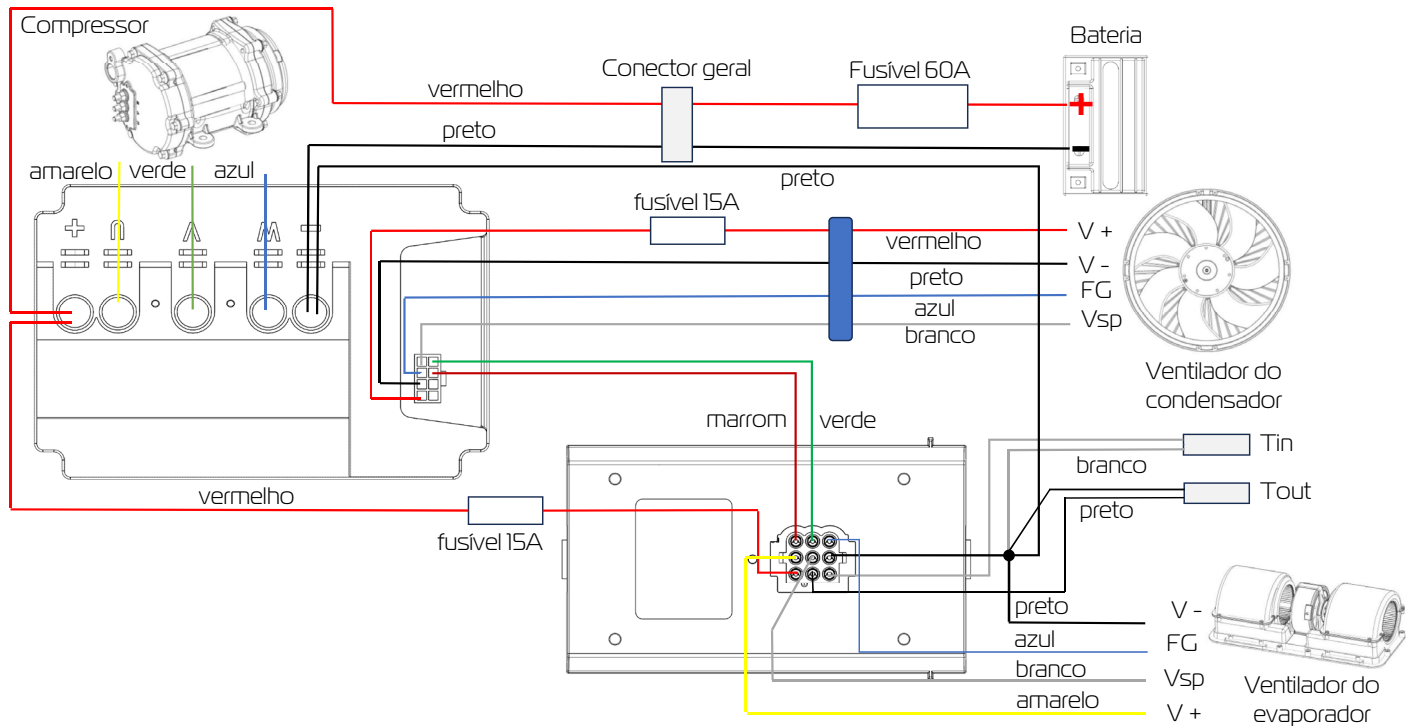 Compressor
Bateria
Conector geral
Fusível 60A
vermelho
+
preto
-
amarelo
verde
azul
preto
fusível 15A
+
U
V
W
-
vermelho
V +
preto
V -
FG
azul
Vsp
branco
Ventilador do
condensador
marrom
verde
Tin
branco
vermelho
Tout
preto
fusível 15A
preto
V -
azul
FG
branco
Vsp
Ventilador do
evaporador
amarelo
V +